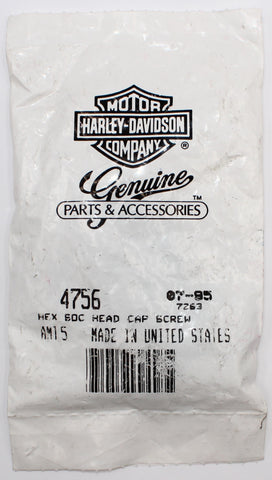 MOTOR
HARLEY-DAVIDSON
COMPANY ®
Genuine ™
PARTS & ACCESSORIES
4756 07-95
7263
HEX SOC HEAD CAP SCREW
AM15 MADE IN UNITED STATES